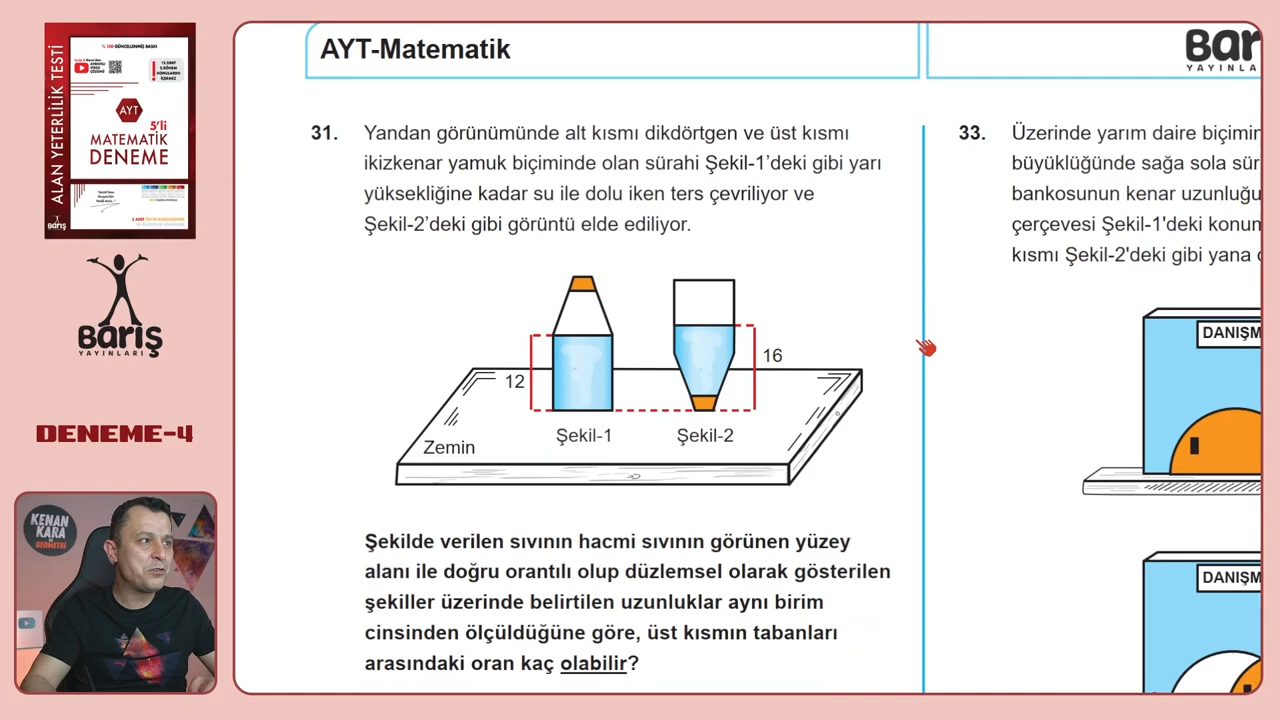 ALAN YETERLİLİK TESTİ
% 100 GÜNCELLENMİŞ BASKI
AYT
5'li
MATEMATİK
DENEME
BARIŞ
Barış
YAYINLARI
DENEME-4
KENAN
KARA
GEOMETRİ
AYT-Matematik
31. Yandan görünümünde alt kısmı dikdörtgen ve üst kısmı
ikizkenar yamuk biçiminde olan sürahi Şekil-1’deki gibi yarı
yüksekliğine kadar su ile dolu iken ters çevriliyor ve
Şekil-2’deki gibi görüntü elde ediliyor.
12
16
Şekil-1
Şekil-2
Zemin
Şekilde verilen sıvının hacmi sıvının görünen yüzey
alanı ile doğru orantılı olup düzlemsel olarak gösterilen
şekiller üzerinde belirtilen uzunluklar aynı birim
cinsinden ölçüldüğüne göre, üst kısmın tabanları
arasındaki oran kaç olabilir?
Bar
YAYINLA
33. Üzerinde yarım daire biçimin
büyüklüğünde sağa sola sür
bankosunun kenar uzunluğu
çerçevesi Şekil-1'deki konum
kısmı Şekil-2'deki gibi yana
DANIŞM
DANIŞM